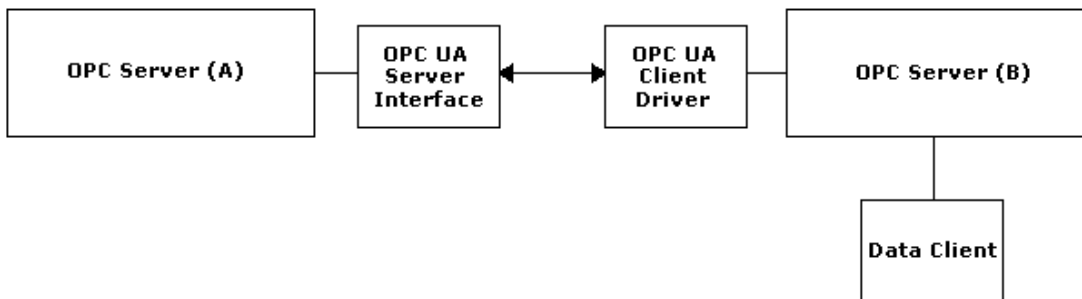 OPC Server (A)
OPC UA
Server
Interface
OPC UA
Client
Driver
OPC Server (B)
Data Client